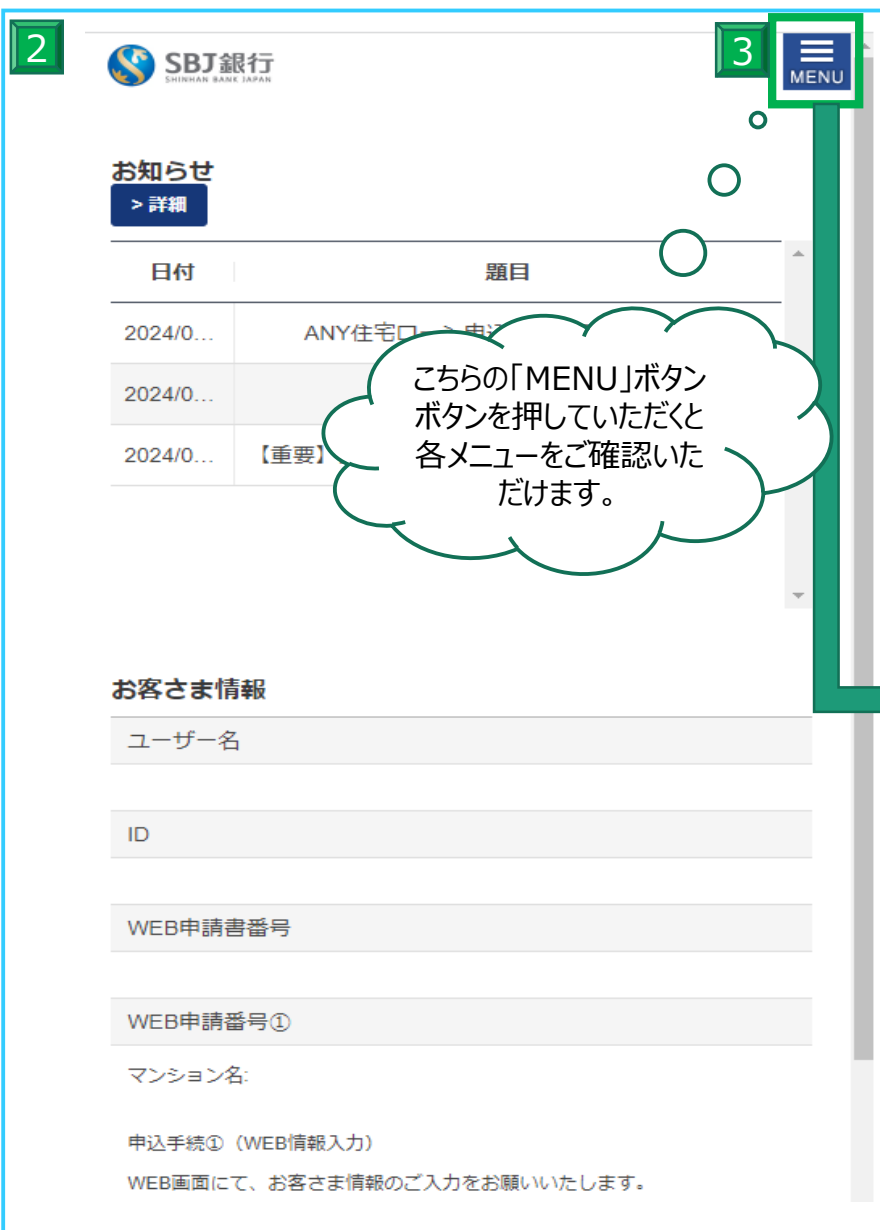 2
SBJ銀行
SHINHAN BANK JAPAN
3
MENU
お知らせ
> 詳細
日付 題目
2024/0... ANY住宅ロ
2024/0...
2024/0... 【重要】
こちらの「MENU」ボタン
ボタンを押していただくと
各メニューをご確認いた
だけます。
お客さま情報
ユーザー名
ID
WEB申請書番号
WEB申請番号①
マンション名:
申込手続①（WEB情報入力）
WEB画面にて、お客さま情報のご入力をお願いいたします。